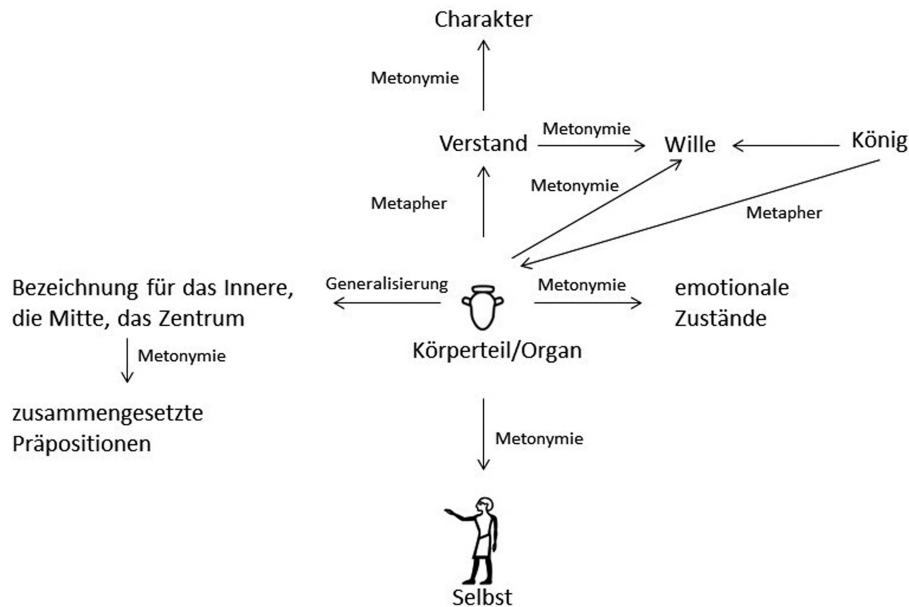 Charakter
Metonymie
Verstand
Metonymie
Wille
König
Metonymie
Metapher
Metapher
Bezeichnung für das Innere,
die Mitte, das Zentrum
Generalisierung
Metonymie
emotionale
Zustände
Körperteil/Organ
Metonymie
zusammengesetzte
Präpositionen
Metonymie
Selbst